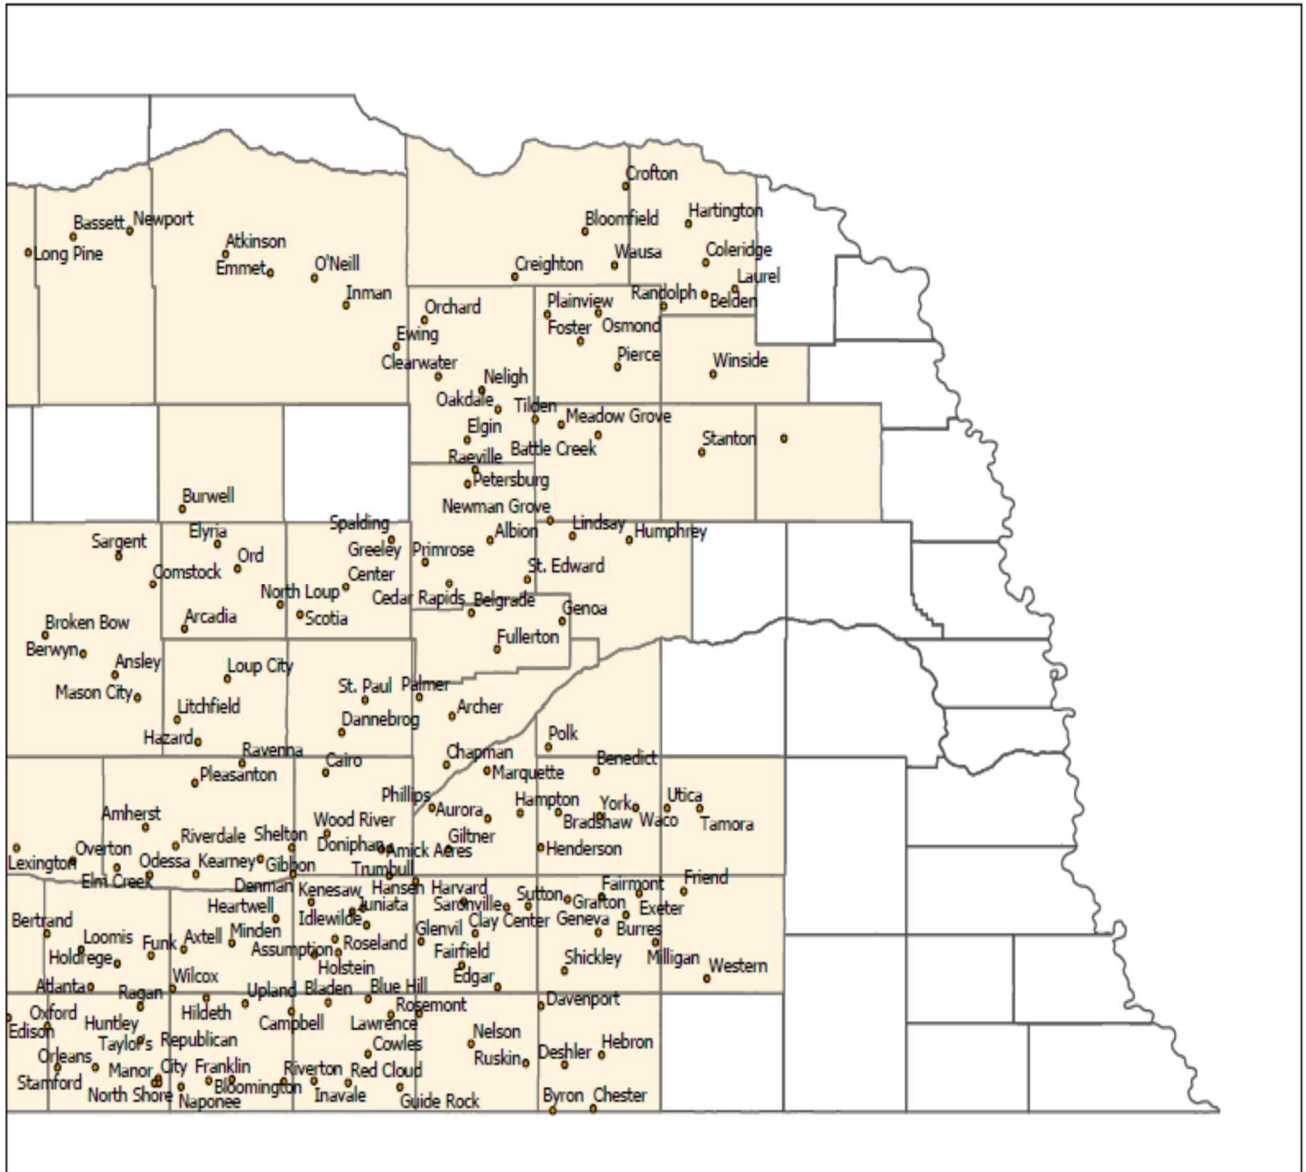 Crofton
Hartington
Bassett
Newport
Bloomfield
Atkinson
Long Pine
Emmet
O'Neill
Creighton
Wausa
Coleridge
Laurel
Inman
Orchard
Plainview
Randolph
Belden
Ewing
Foster
Osmond
Clearwater
Pierce
Winside
Neligh
Oakdale
Tilden
Meadow Grove
Elgin
Battle Creek
Stanton
Raeville
Petersburg
Burwell
Newman Grove
Spalding
Lindsay
Humphrey
Elyria
Albion
Sargent
Ord
Greeley
Center
Primrose
Comstock
St. Edward
North Loup
Scotia
Cedar Rapids
Belgrade
Genoa
Arcadia
Broken Bow
Fullerton
Berwyn
Ansley
Loup City
Mason City
St. Paul
Palmer
Litchfield
Archer
Dannebrog
Hazard
Polk
Ravenna
Cairo
Chapman
Benedict
Pleasanton
Marquette
Phillips
Aurora
Hampton
York
Utica
Amherst
Wood River
Bradshaw
Waco
Tamora
Riverdale
Shelton
Doniphan
Amick Acres
Giltner
Henderson
Lexington
Overton
Odessa
Kearney
Gibbon
Trumbull
Elm Creek
Denman
Kenesaw
Hansen
Harvard
Fairmont
Friend
Heartwell
Juniata
Saronville
Sutton
Grafton
Exeter
Bertrand
Idlewilde
Glenvil
Clay Center
Geneva
Burres
Loomis
Funk
Axtell
Minden
Assumption
Roseland
Fairfield
Holdrege
Holstein
Shickley
Milligan
Western
Atlanta
Ragan
Wilcox
Upland
Bladen
Blue Hill
Edgar
Davenport
Oxford
Edison
Huntley
Hildeth
Campbell
Rosemont
Lawrence
Taylor's
Manor
Republican
City
Cowles
Nelson
Ruskin
Deshler
Hebron
Orleans
Stamford
North Shore
Franklin
Naponee
Bloomington
Riverton
Inavale
Red Cloud
Guide Rock
Byron
Chester